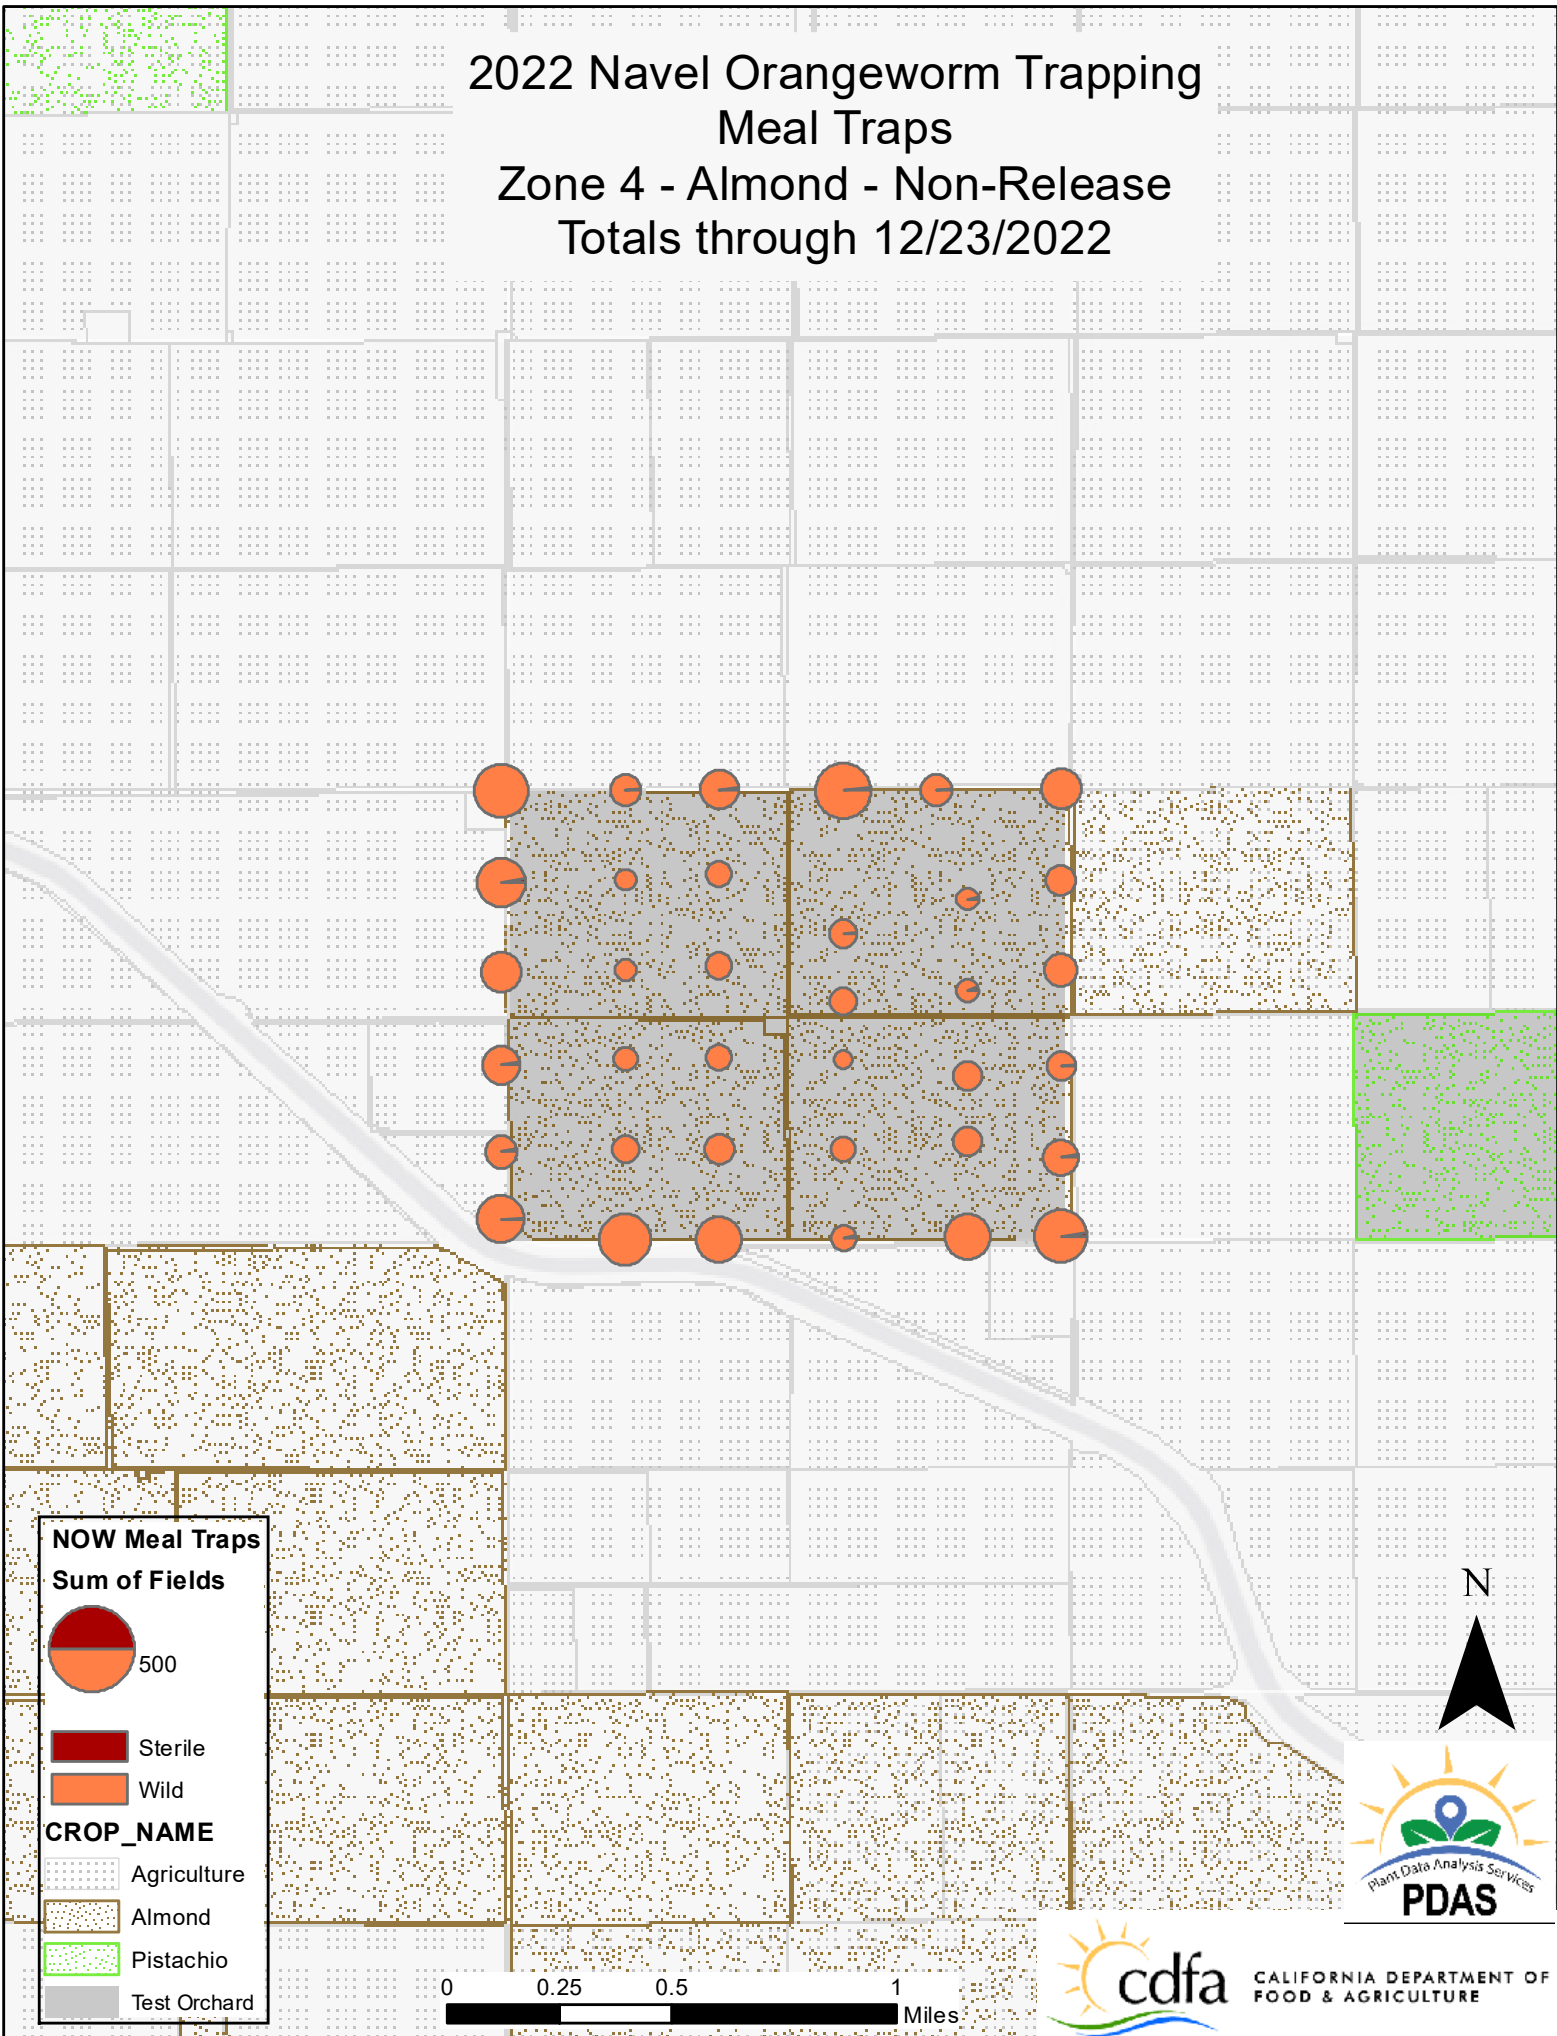 2022 Navel Orangeworm Trapping
Meal Traps
Zone 4 - Almond - Non-Release
Totals through 12/23/2022
NOW Meal Traps
Sum of Fields
500
Sterile
Wild
CROP_NAME
Agriculture
Almond
Pistachio
Test Orchard
0 0.25 0.5 1
Miles
N
Plant Data Analysis Services
PDAS
cdfa
CALIFORNIA DEPARTMENT OF
FOOD & AGRICULTURE